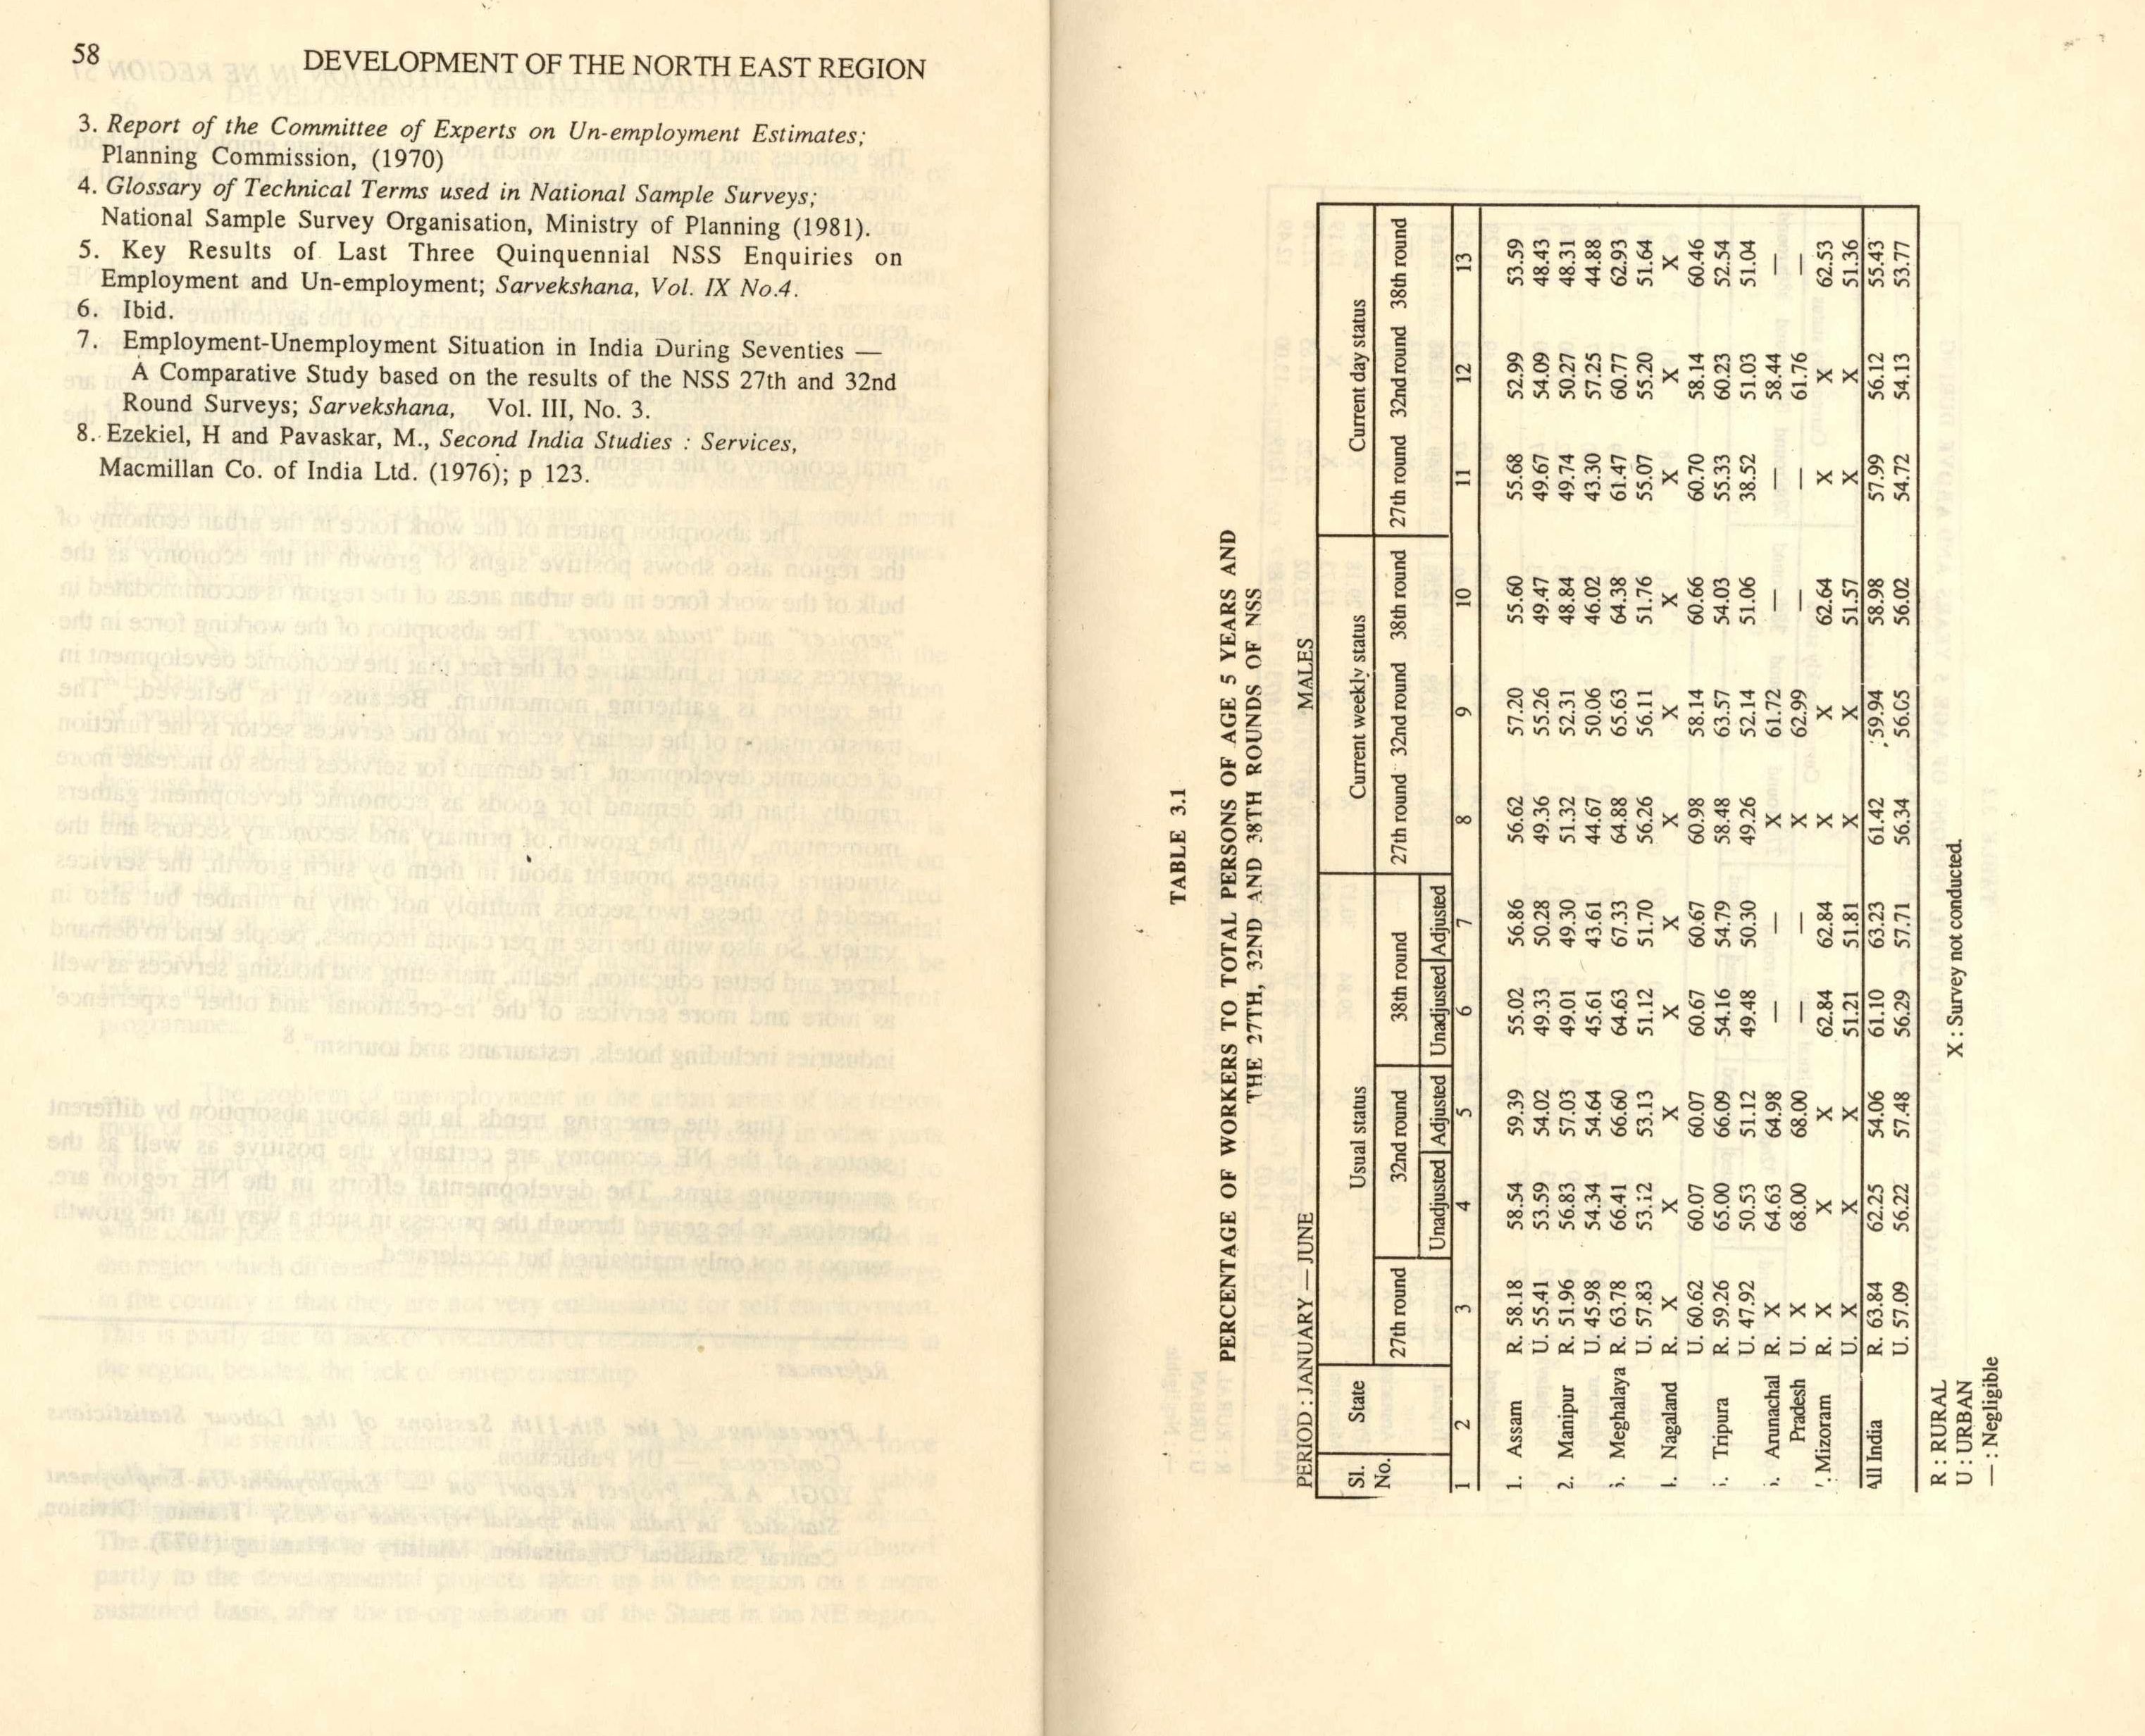 58
DEVELOPMENT OF THE NORTH EAST REGION
3. Report of the Committee of Experts on Un-employment Estimates;
Planning Commission, (1970)
4. Glossary of Technical Terms used in National Sample Surveys;
National Sample Survey Organisation, Ministry of Planning (1981).
5. Key Results of Last Three Quinquennial NSS Enquiries on
Employment and Un-employment; Sarvekshana, Vol. IX No.4.
6. Ibid.
7. Employment-Unemployment Situation in India During Seventies —
A Comparative Study based on the results of the NSS 27th and 32nd
Round Surveys; Sarvekshana, Vol. III, No. 3.
8. Ezekiel, H and Pavaskar, M., Second India Studies : Services,
Macmillan Co. of India Ltd. (1976); p 123.
TABLE 3.1
PERCENTAGE OF WORKERS TO TOTAL PERSONS OF AGE 5 YEARS AND
THE 27TH, 32ND AND 38TH ROUNDS OF NSS
PERIOD : JANUARY — JUNE MALES
Sl. State Usual status Current weekly status Current day status
No. 27th round 32nd round 38th round 27th round 32nd round 38th round 27th round 32nd round 38th round
Unadjusted Adjusted Unadjusted Adjusted
1 2 3 4 5 6 7 8 9 10 11 12 13
1. Assam R. 58.18 58.54 59.39 55.02 56.86 56.62 57.20 55.60 55.68 52.99 53.59
U. 55.41 53.59 54.02 49.33 50.28 49.36 55.26 49.47 49.67 54.09 48.43
2. Manipur R. 51.96 56.83 57.03 49.01 49.30 51.32 52.31 48.84 49.74 50.27 48.31
U. 45.98 54.34 54.64 45.61 43.61 44.67 50.06 46.02 43.30 57.25 44.88
Meghalaya R. 63.78 66.41 66.60 64.63 67.33 64.88 65.63 64.38 61.47 60.77 62.93
U. 57.83 53.12 53.13 51.12 51.70 56.26 56.11 51.76 55.07 55.20 51.64
Nagaland R. X X X X X X X X X X X
U. 60.62 60.07 60.07 60.67 60.67 60.98 58.14 60.66 60.70 58.14 60.46
Tripura R. 59.26 65.00 66.09 54.16 54.79 58.48 63.57 54.03 55.33 60.23 52.54
U. 47.92 50.53 51.12 49.48 50.30 49.26 52.14 51.06 38.52 51.03 51.04
Arunachal R. X 64.63 64.98 — — X 61.72 — — 58.44 —
Pradesh U. X 68.00 68.00 — — X 62.99 — — 61.76 —
Mizoram R. X X X 62.84 62.84 X X 62.64 X X 62.53
U. X X X 51.21 51.81 X X 51.57 X X 51.36
All India R. 63.84 62.25 54.06 61.10 63.23 61.42 59.94 58.98 57.99 56.12 55.43
U. 57.09 56.22 57.48 56.29 57.71 56.34 56.05 56.02 54.72 54.13 53.77
R : RURAL
U : URBAN X : Survey not conducted.
— : Negligible